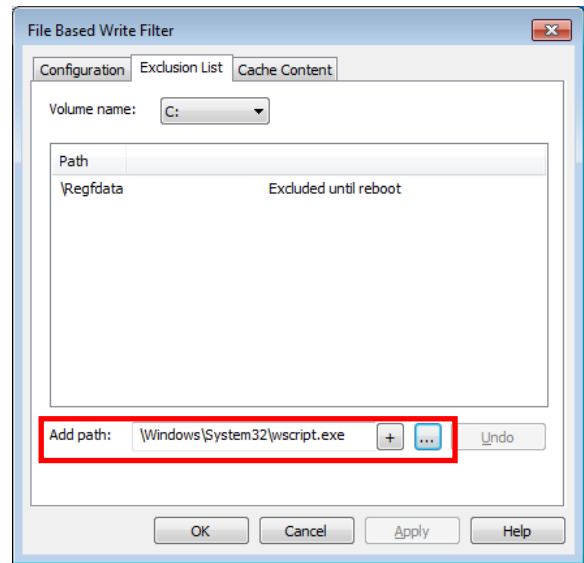 File Based Write Filter
Configuration Exclusion List Cache Content
Volume name: C:
Path
\Regfdata Excluded until reboot
Add path: \Windows\System32\wscript.exe + ... Undo
OK Cancel Apply Help